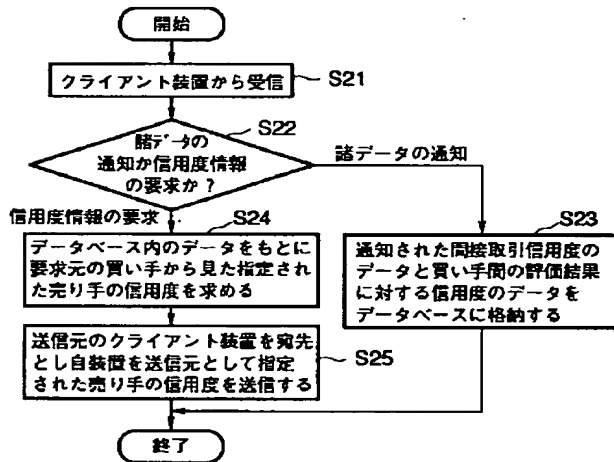 開始
クライアント装置から受信
S21
S22
諸データの
通知か信用度情報
の要求か？
諸データの通知
信用度情報の要求
S24
データベース内のデータをもとに
要求元の買い手から見た指定され
た売り手の信用度を求める
S23
通知された間接取引信用度の
データと買い手間の評価結果
に対する信用度のデータを
データベースに格納する
送信元のクライアント装置を宛先
とし自装置を送信元として指定
された売り手の信用度を送信する
S25
終了